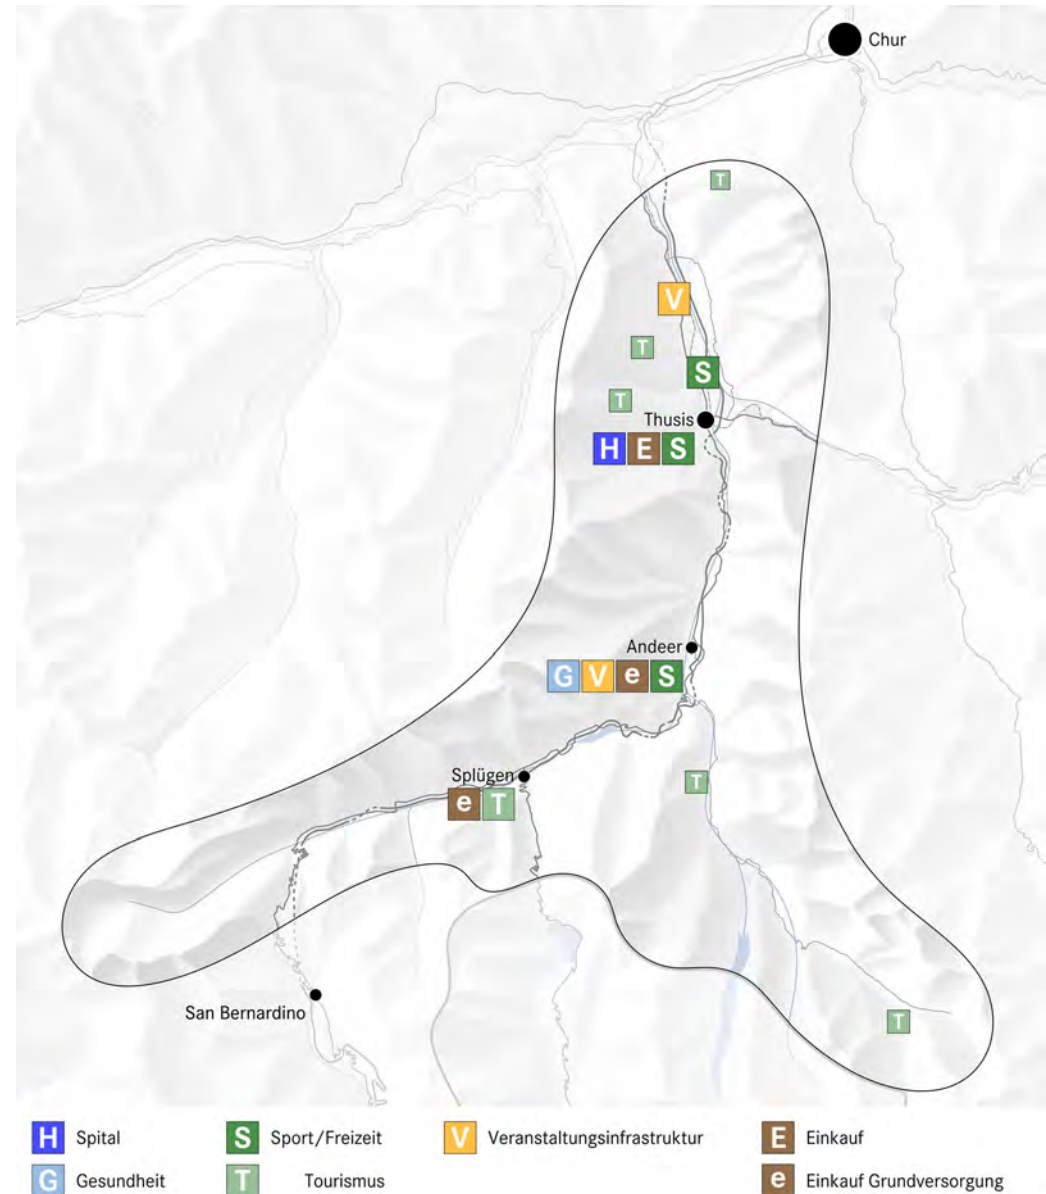 Chur
T
V
T
S
T
Thusis
H E S
Andeer
G V e S
Splügen
T
e T
San Bernardino
T
H Spital
S Sport/Freizeit
V Veranstaltungsinfrastruktur
E Einkauf
G Gesundheit
T Tourismus
e Einkauf Grundversorgung